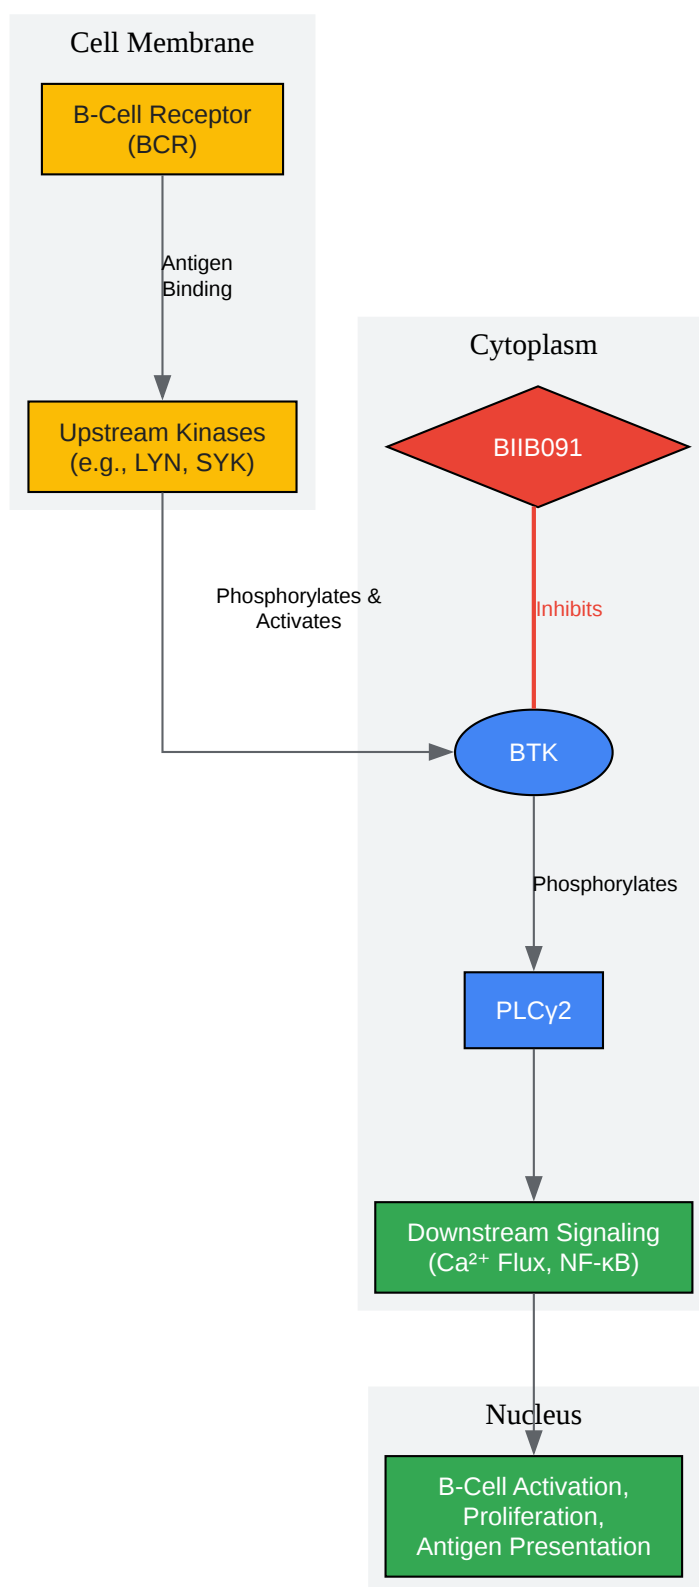 Cell Membrane
B-Cell Receptor
(BCR)
Antigen
Binding
Upstream Kinases
(e.g., LYN, SYK)
Phosphorylates &
Activates
Cytoplasm
BIIB091
Inhibits
BTK
Phosphorylates
PLCγ2
Downstream Signaling
(Ca²⁺ Flux, NF-κB)
Nucleus
B-Cell Activation,
Proliferation,
Antigen Presentation